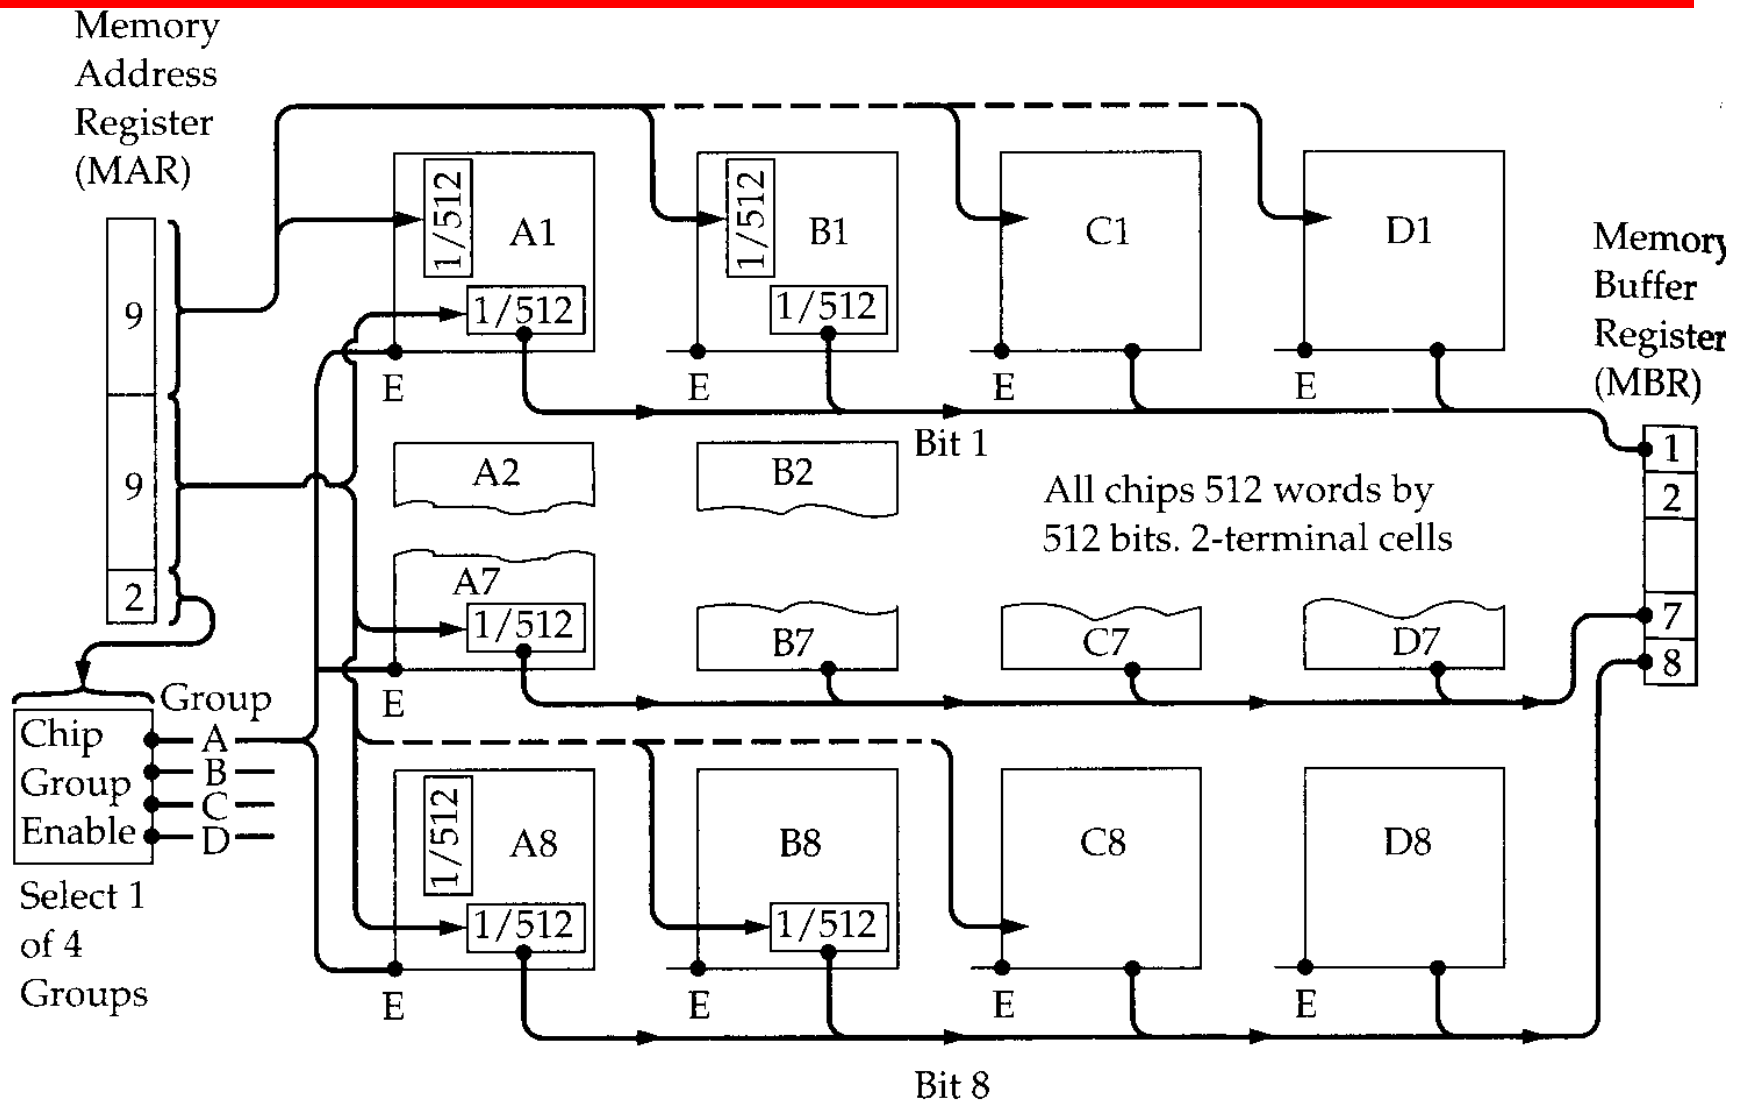 Memory
Address
Register
(MAR)
9
9
2
Chip
Group
Enable
Group
A
B
C
D
Select 1
of 4
Groups
1/512
A1
1/512
E
1/512
B1
1/512
E
C1
E
D1
E
Bit 1
A2
B2
All chips 512 words by
512 bits. 2-terminal cells
A7
1/512
E
B7
C7
D7
1/512
A8
1/512
E
B8
1/512
E
C8
E
D8
E
Bit 8
Memory
Buffer
Register
(MBR)
1
2
7
8